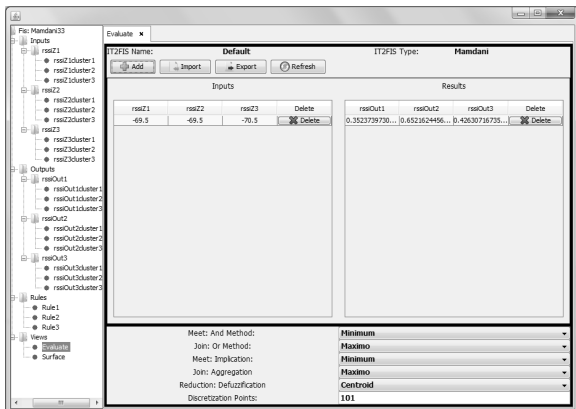 Fis: Mamdani33
Inputs
rssiZ1
rssiZ1cluster1
rssiZ1cluster2
rssiZ1cluster3
rssiZ2
rssiZ2cluster1
rssiZ2cluster2
rssiZ2cluster3
rssiZ3
rssiZ3cluster1
rssiZ3cluster2
rssiZ3cluster3
Outputs
rssiOut1
rssiOut1cluster1
rssiOut1cluster2
rssiOut1cluster3
rssiOut2
rssiOut2cluster1
rssiOut2cluster2
rssiOut2cluster3
rssiOut3
rssiOut3cluster1
rssiOut3cluster2
rssiOut3cluster3
Rules
Rule1
Rule2
Rule3
Views
Evaluate
Surface
Evaluate
IT2FIS Name: Default IT2FIS Type: Mamdani
Add Import Export Refresh
Inputs Results
rssiZ1 rssiZ2 rssiZ3 Delete rssiOut1 rssiOut2 rssiOut3 Delete
-69.5 -69.5 -70.5 Delete 0.3523739730... 0.6521624456... 0.42630716735... Delete
Meet: And Method: Minimum
Join: Or Method: Maximo
Meet: Implication: Minimum
Join: Aggregation Maximo
Reduction: Defuzzification Centroid
Discretization Points: 101